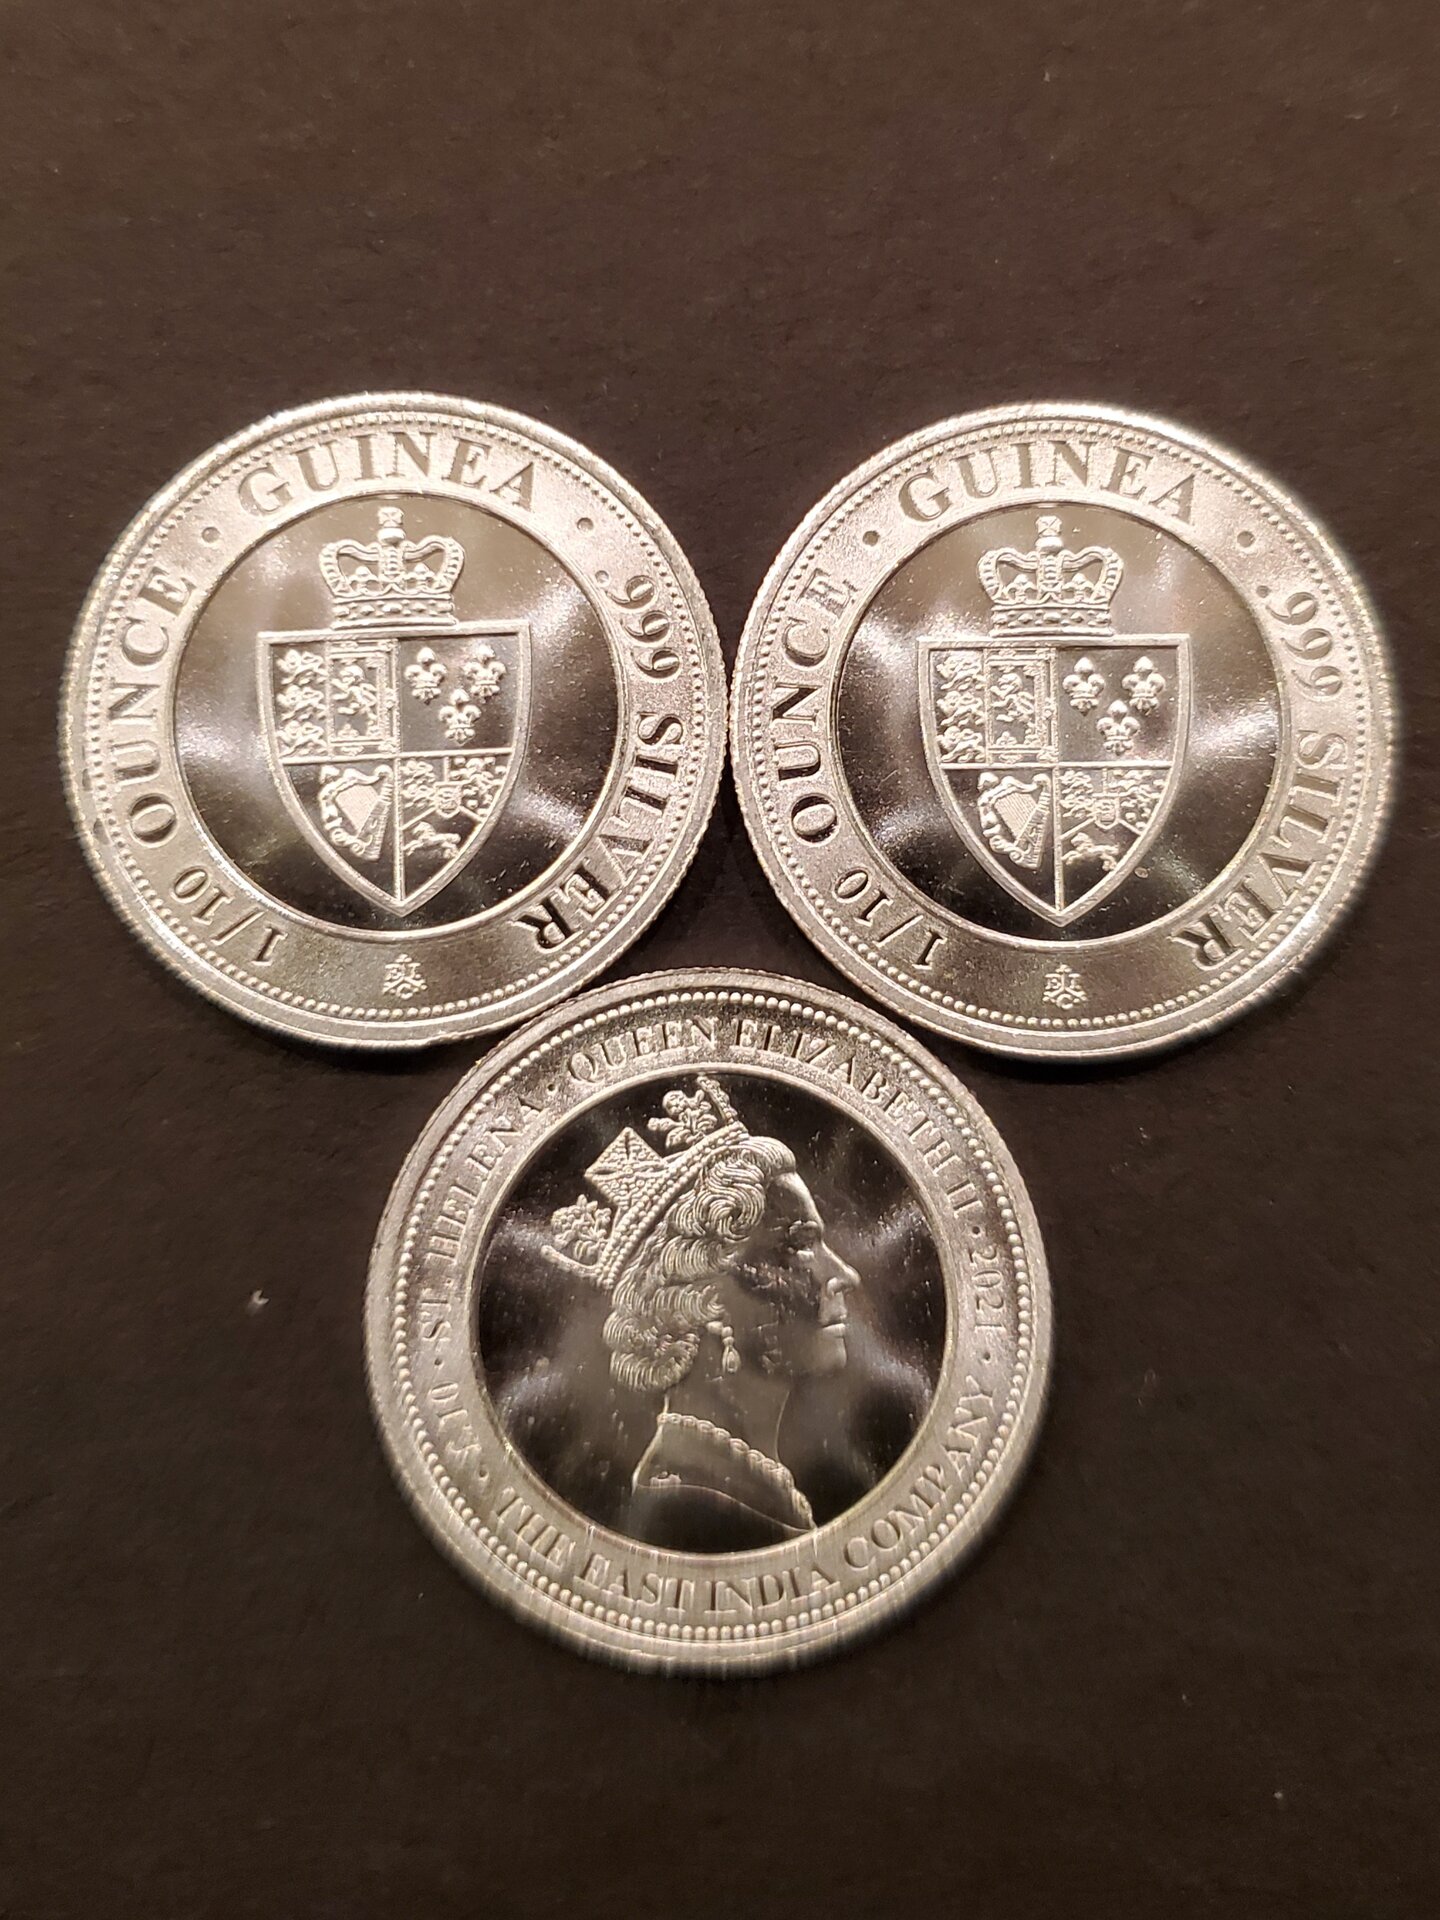 1/10 OUNCE · GUINEA · .999 SILVER
1/10 OUNCE · GUINEA · .999 SILVER
ST. HELENA · QUEEN ELIZABETH II · 2021 ·
£.10 · THE EAST INDIA COMPANY